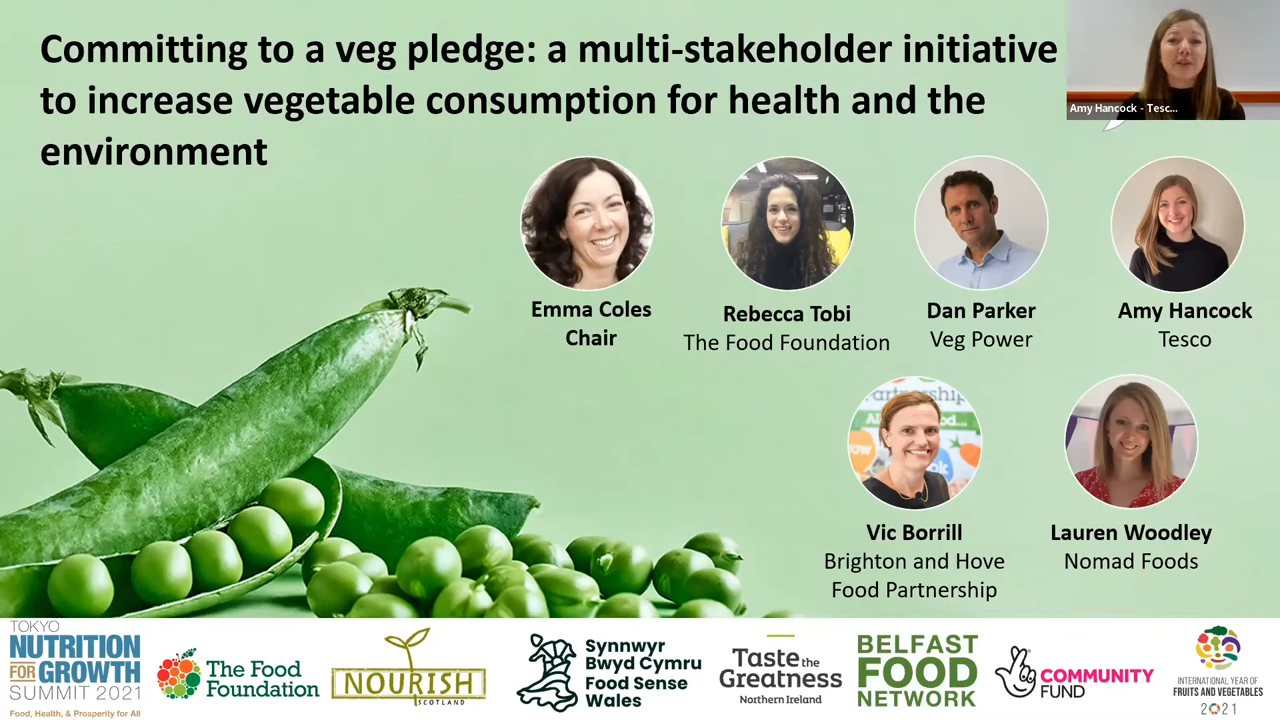 Committing to a veg pledge: a multi-stakeholder initiative
to increase vegetable consumption for health and the
environment
Amy Hancock - Tesc...
Emma Coles
Chair
Rebecca Tobi
The Food Foundation
Dan Parker
Veg Power
Amy Hancock
Tesco
Vic Borrill
Brighton and Hove
Food Partnership
Lauren Woodley
Nomad Foods
TOKYO
NUTRITION
FOR GROWTH
SUMMIT 2021
Food, Health, & Prosperity for All
The Food
Foundation
NOURISH
SCOTLAND
Synnwyr
Bwyd Cymru
Food Sense
Wales
Taste the
Greatness
Northern Ireland
BELFAST
FOOD
NETWORK
COMMUNITY
FUND
INTERNATIONAL YEAR OF
FRUITS AND VEGETABLES
2021